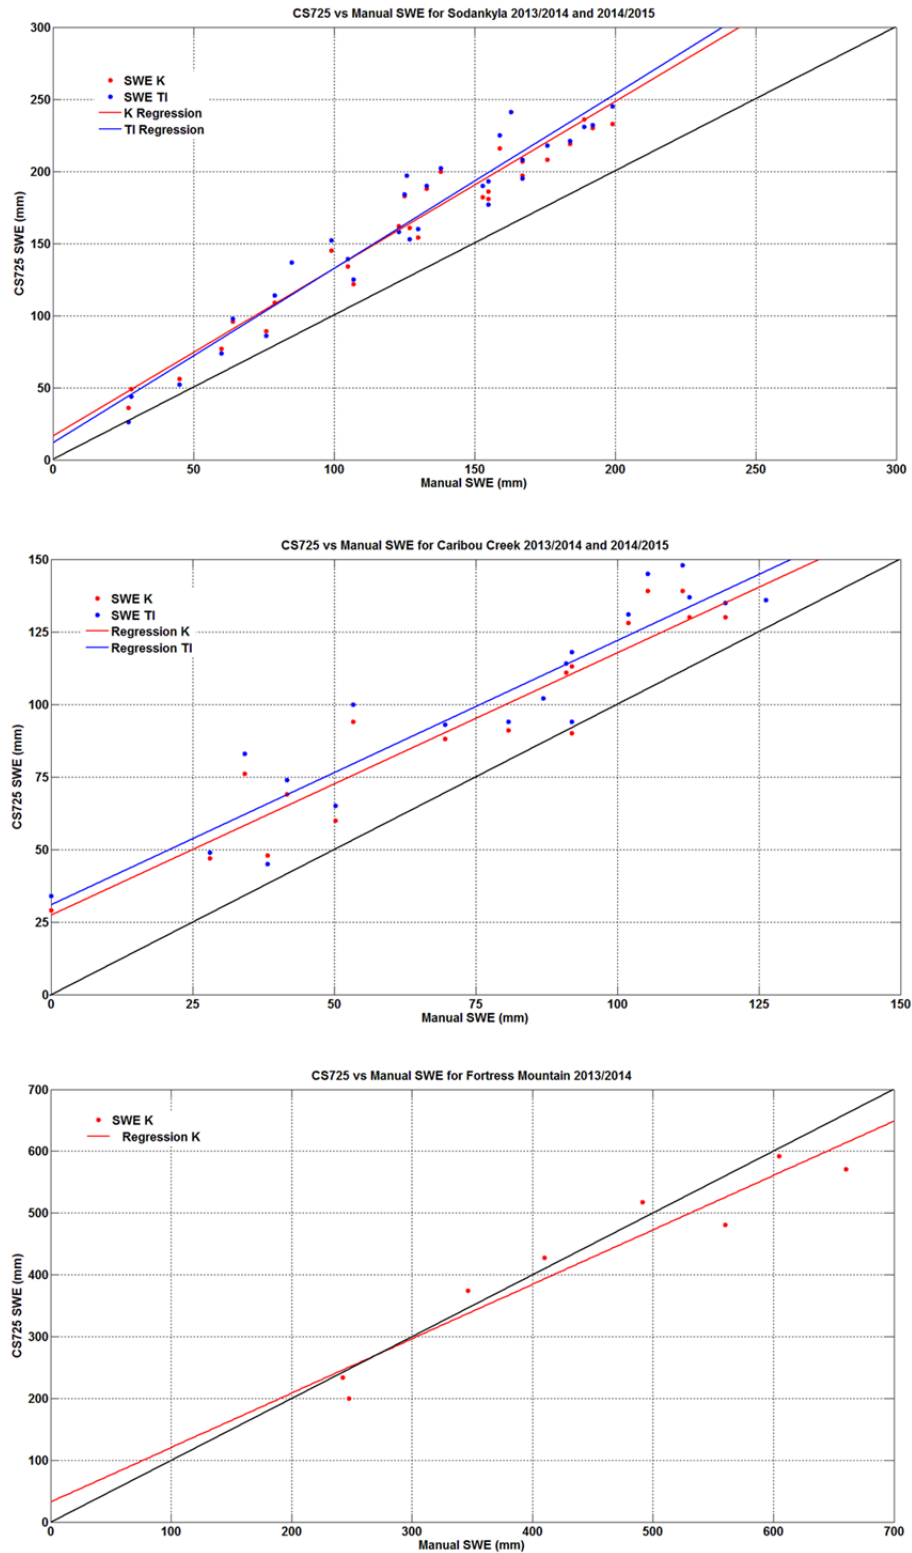 CS725 vs Manual SWE for Sodankyla 2013/2014 and 2014/2015
300
SWE K
SWE TI
K Regression
TI Regression
250
200
150
100
50
0
CS725 SWE (mm)
0 50 100 150 200 250 300
Manual SWE (mm)
CS725 vs Manual SWE for Caribou Creek 2013/2014 and 2014/2015
150
SWE K
SWE TI
Regression K
Regression TI
125
100
75
50
25
0
CS725 SWE (mm)
0 25 50 75 100 125 150
Manual SWE (mm)
CS725 vs Manual SWE for Fortress Mountain 2013/2014
700
SWE K
Regression K
600
500
400
300
200
100
0
CS725 SWE (mm)
0 100 200 300 400 500 600 700
Manual SWE (mm)